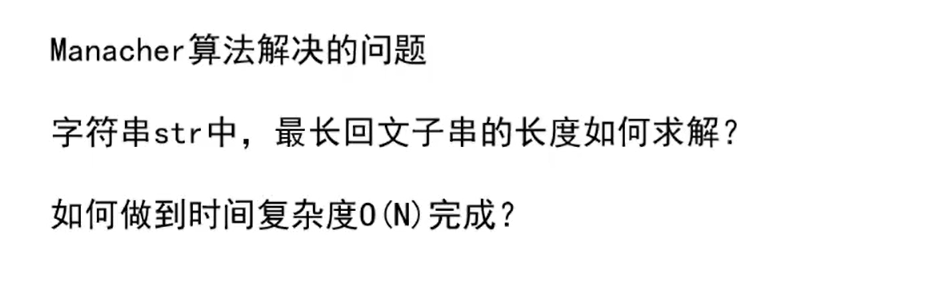 Manacher算法解决的问题
字符串str中，最长回文子串的长度如何求解？
如何做到时间复杂度O(N)完成？